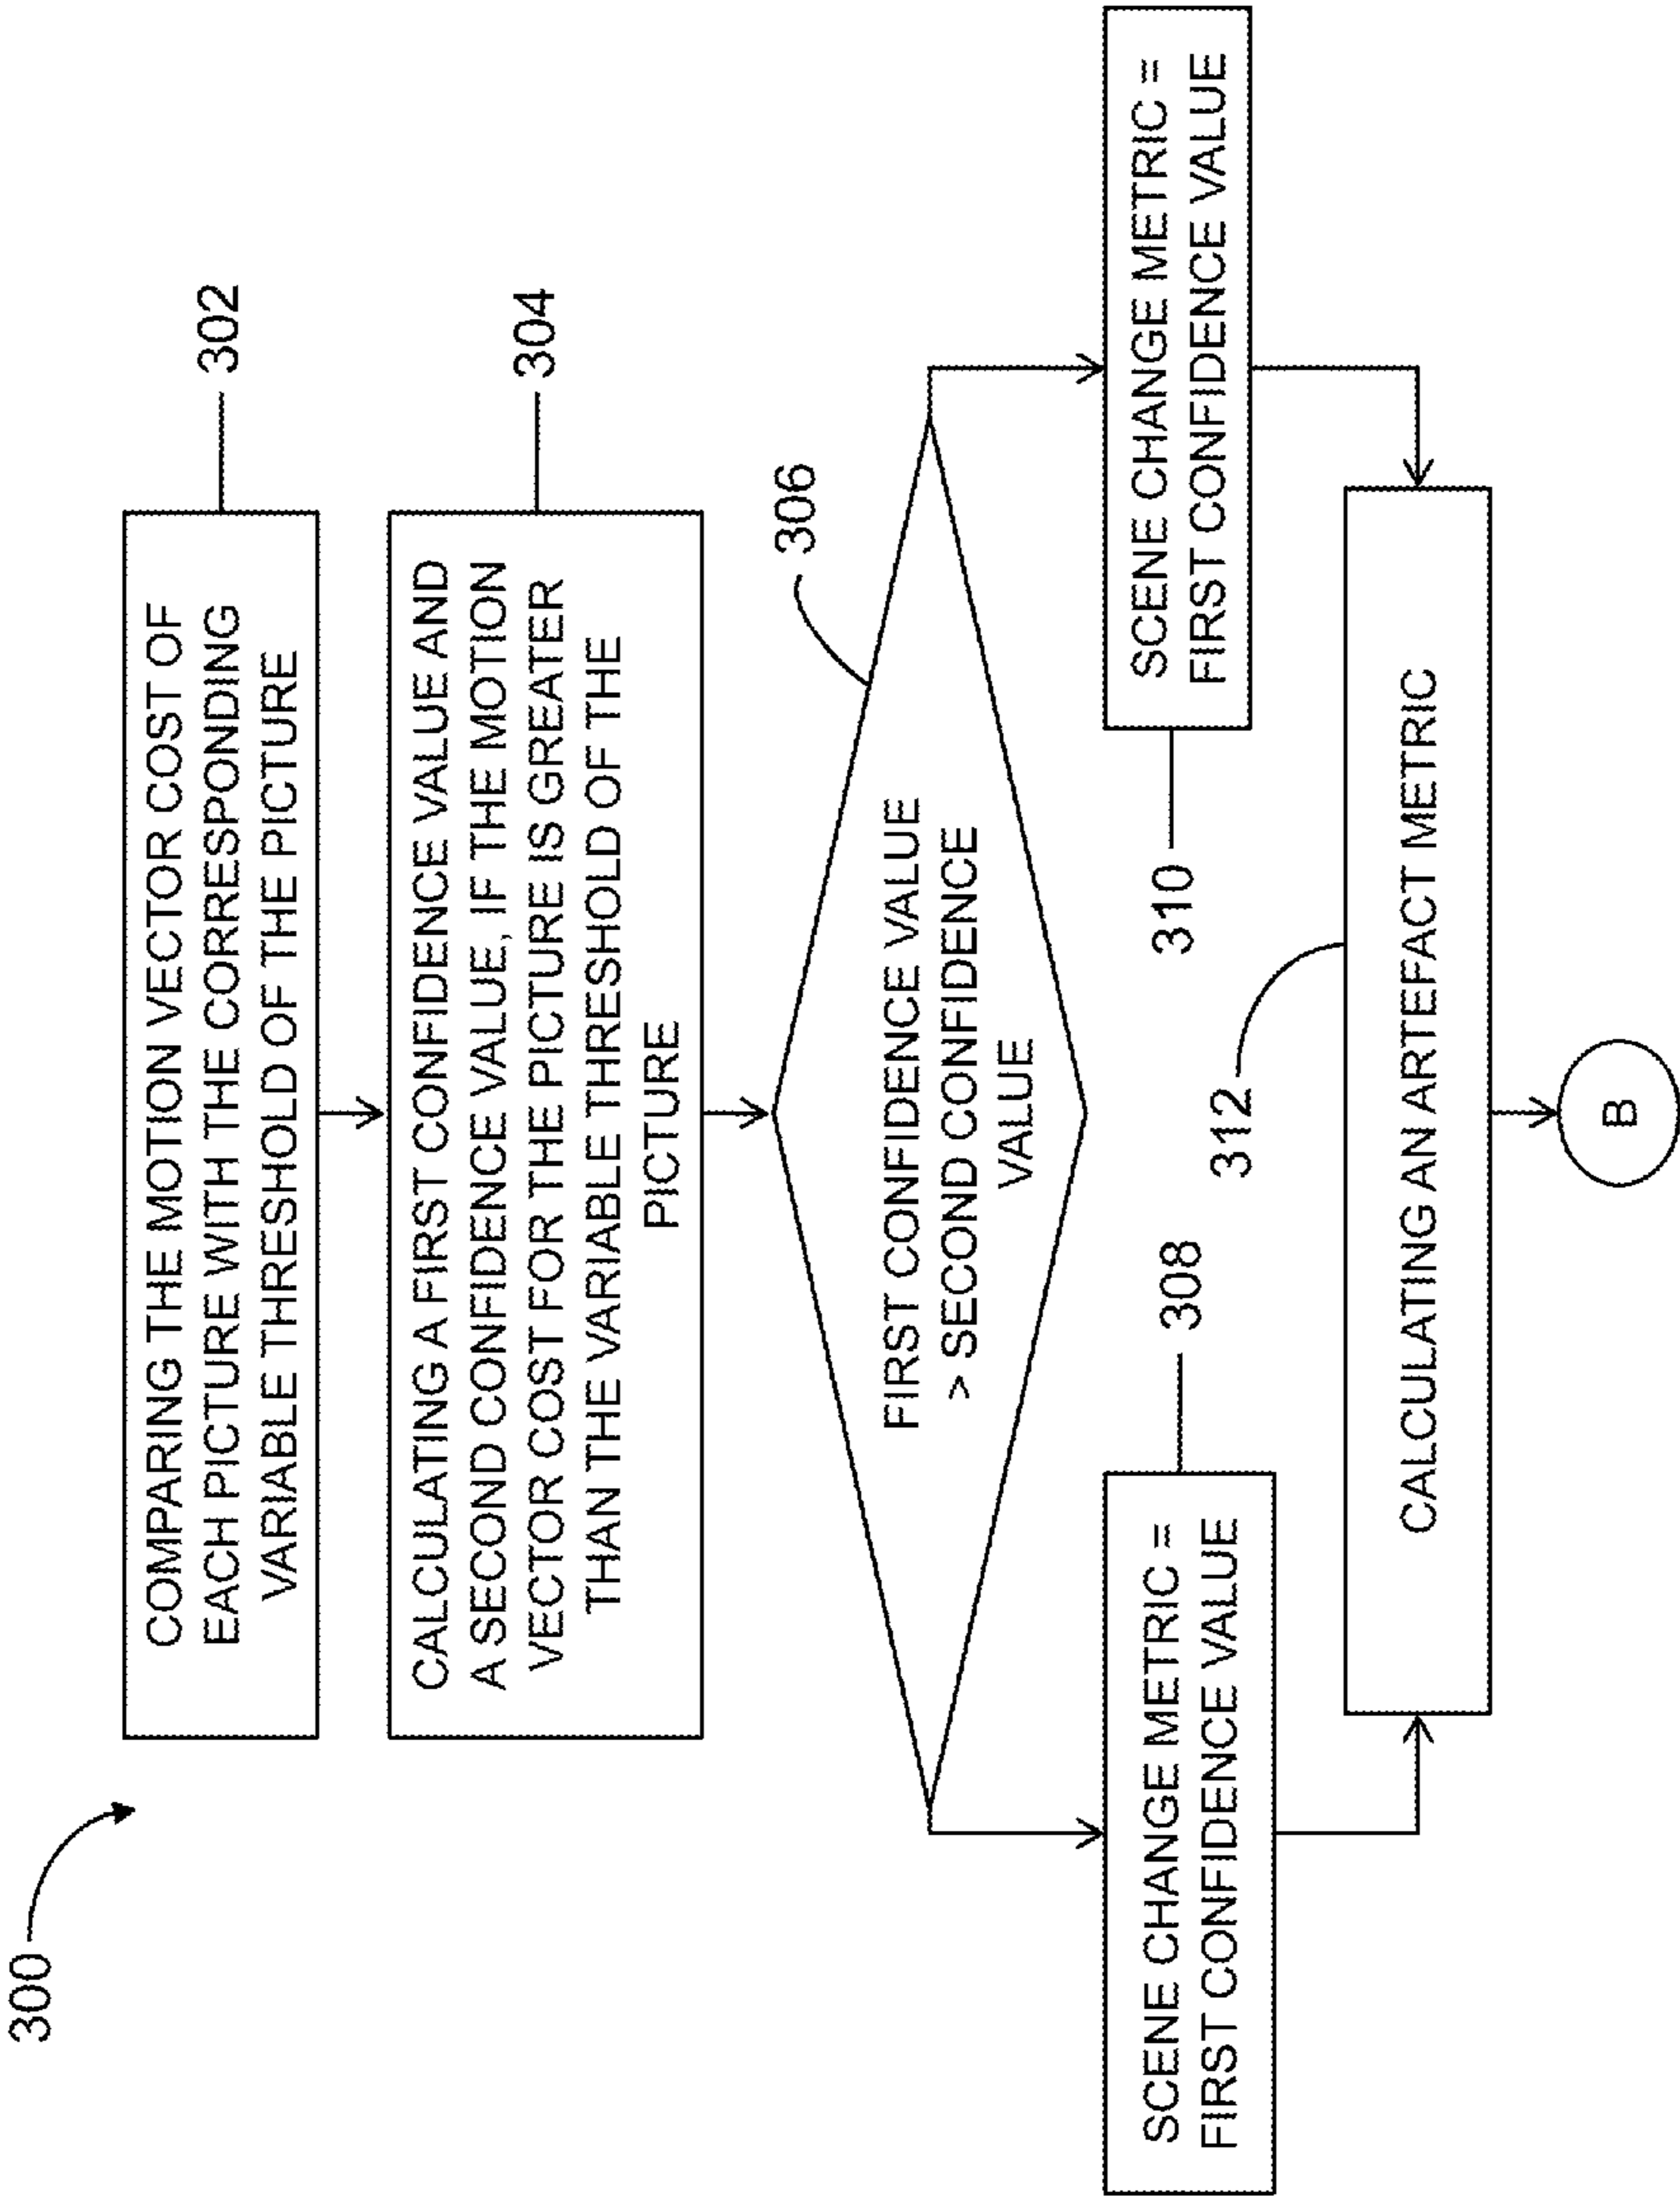 300
COMPARING THE MOTION VECTOR COST OF
EACH PICTURE WITH THE CORRESPONDING
VARIABLE THRESHOLD OF THE PICTURE
302
CALCULATING A FIRST CONFIDENCE VALUE AND
A SECOND CONFIDENCE VALUE, IF THE MOTION
VECTOR COST FOR THE PICTURE IS GREATER
THAN THE VARIABLE THRESHOLD OF THE
PICTURE
304
306
FIRST CONFIDENCE VALUE
> SECOND CONFIDENCE
VALUE
SCENE CHANGE METRIC =
FIRST CONFIDENCE VALUE
308
310
SCENE CHANGE METRIC =
FIRST CONFIDENCE VALUE
312
CALCULATING AN ARTEFACT METRIC
B